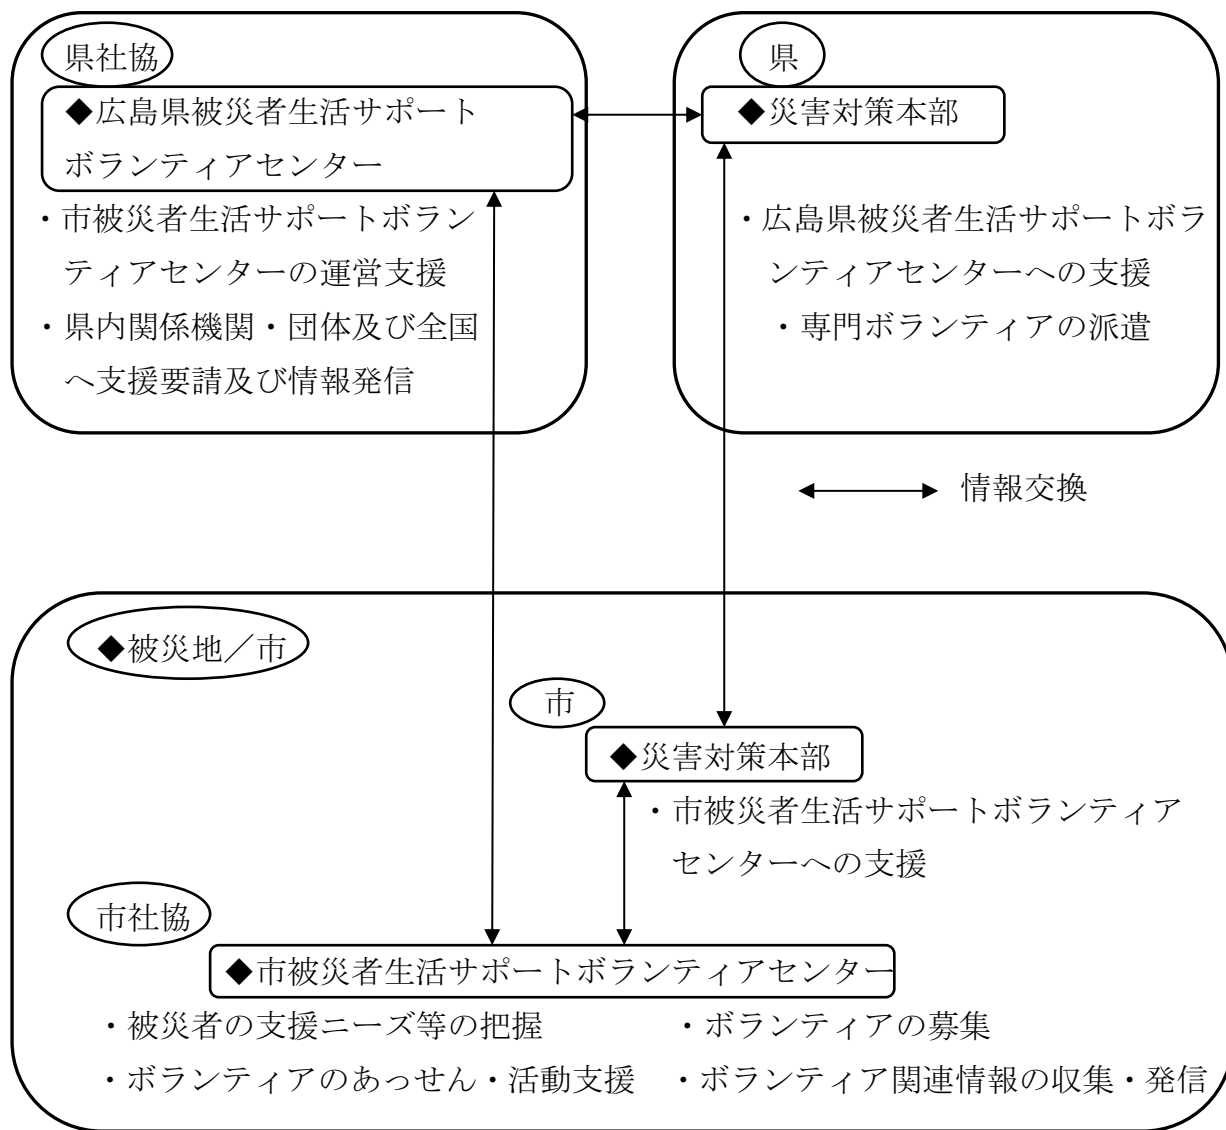 県社協
◆広島県被災者生活サポート
ボランティアセンター
・市被災者生活サポートボラン
ティアセンターの運営支援
・県内関係機関・団体及び全国
へ支援要請及び情報発信
県
◆災害対策本部
・広島県被災者生活サポートボラ
ンティアセンターへの支援
・専門ボランティアの派遣
情報交換
◆被災地／市
市
◆災害対策本部
・市被災者生活サポートボランティア
センターへの支援
市社協
◆市被災者生活サポートボランティアセンター
・被災者の支援ニーズ等の把握
・ボランティアの募集
・ボランティアのあっせん・活動支援
・ボランティア関連情報の収集・発信